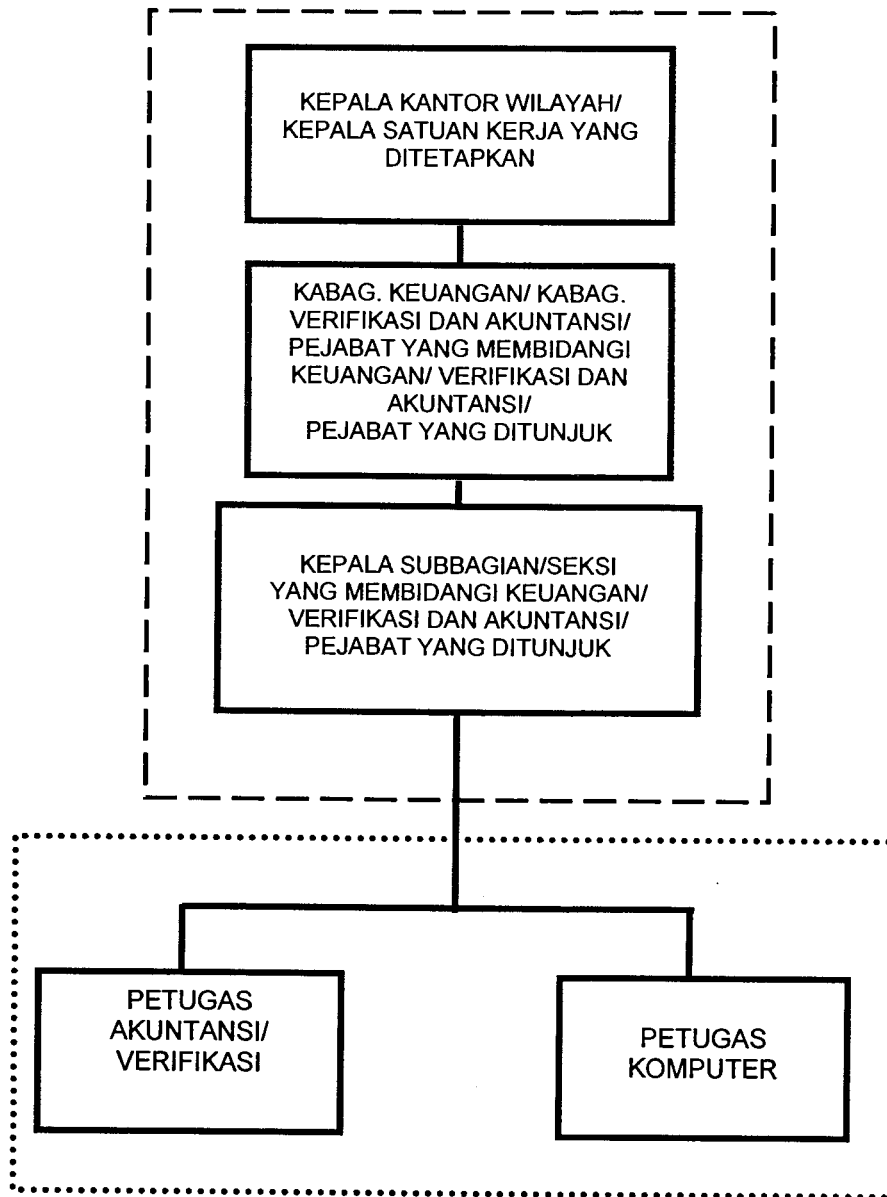 KEPALA KANTOR WILAYAH/
KEPALA SATUAN KERJA YANG
DITETAPKAN
KABAG. KEUANGAN/ KABAG.
VERIFIKASI DAN AKUNTANSI/
PEJABAT YANG MEMBIDANGI
KEUANGAN/ VERIFIKASI DAN
AKUNTANSI/
PEJABAT YANG DITUNJUK
KEPALA SUBBAGIAN/SEKSI
YANG MEMBIDANGI KEUANGAN/
VERIFIKASI DAN AKUNTANSI/
PEJABAT YANG DITUNJUK
PETUGAS
AKUNTANSI/
VERIFIKASI
PETUGAS
KOMPUTER